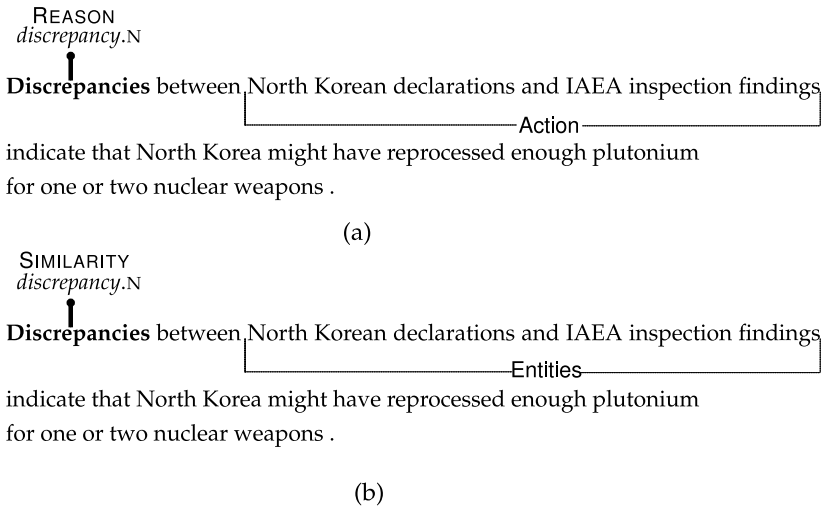 REASON
discrepancy.N
Discrepancies between North Korean declarations and IAEA inspection findings
Action
indicate that North Korea might have reprocessed enough plutonium
for one or two nuclear weapons .
(a)
SIMILARITY
discrepancy.N
Discrepancies between North Korean declarations and IAEA inspection findings
Entities
indicate that North Korea might have reprocessed enough plutonium
for one or two nuclear weapons .
(b)